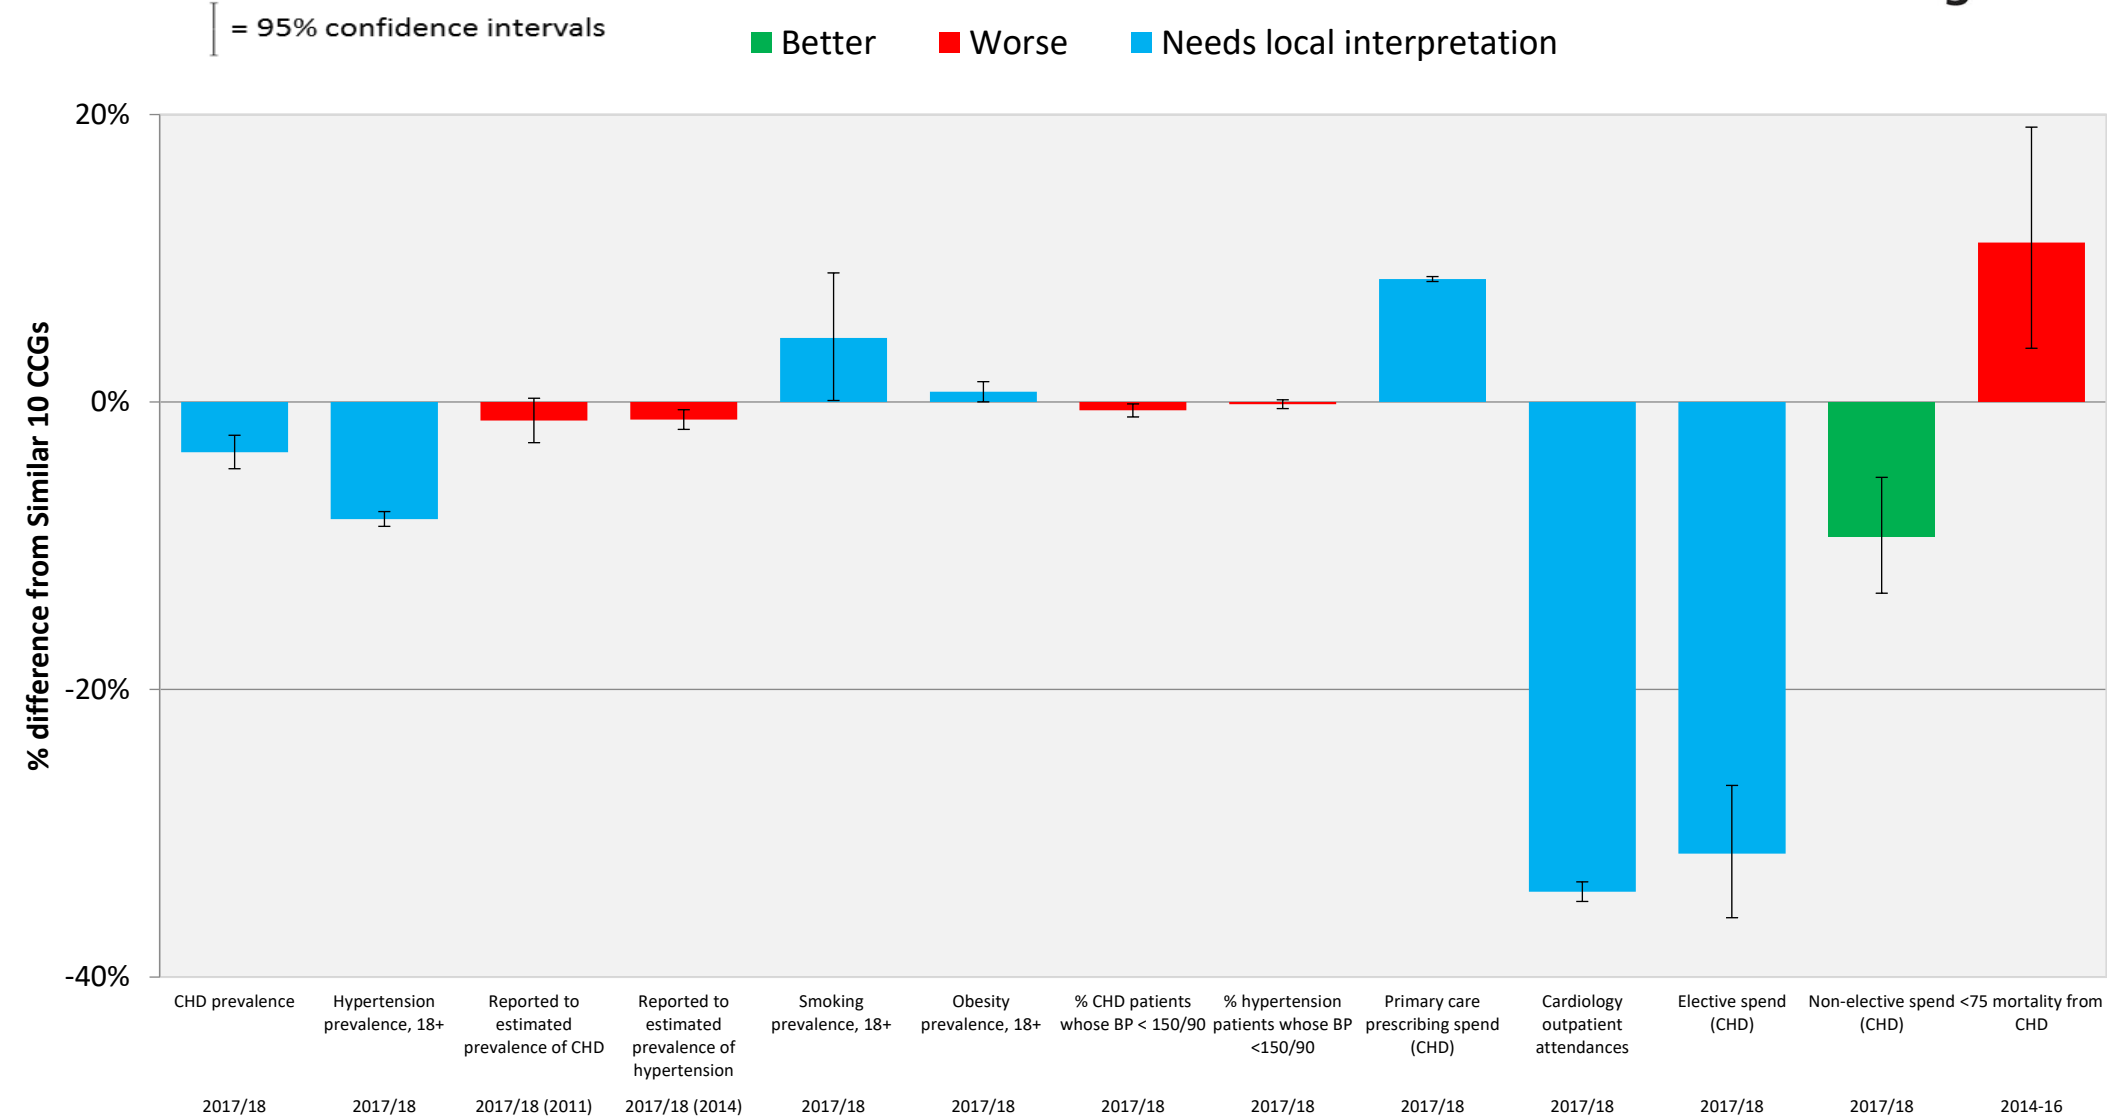 = 95% confidence intervals
Better
Worse
Needs local interpretation
% difference from Similar 10 CCGs
20%
0%
-20%
-40%
CHD prevalence
2017/18
Hypertension
prevalence, 18+
2017/18
Reported to
estimated
prevalence of CHD
2017/18 (2011)
Reported to
estimated
prevalence of
hypertension
2017/18 (2014)
Smoking
prevalence, 18+
2017/18
Obesity
prevalence, 18+
2017/18
% CHD patients
whose BP < 150/90
2017/18
% hypertension
patients whose BP
<150/90
2017/18
Primary care
prescribing spend
(CHD)
2017/18
Cardiology
outpatient
attendances
2017/18
Elective spend
(CHD)
2017/18
Non-elective spend
(CHD)
2017/18
<75 mortality from
CHD
2014-16